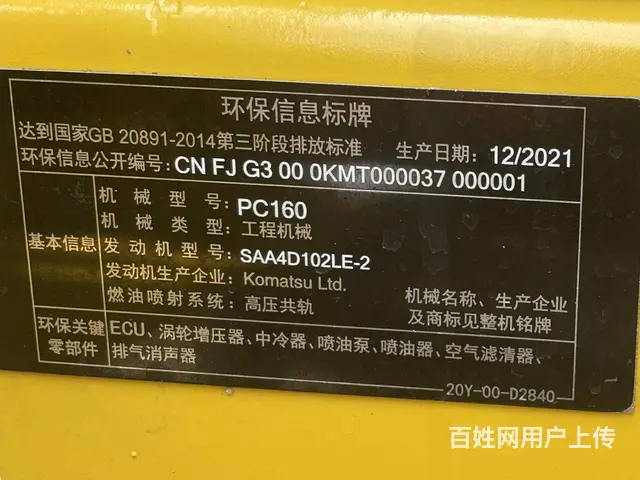 环保信息标牌
达到国家GB 20891-2014第三阶段排放标准 生产日期: 12/2021
环保信息公开编号: CN FJ G3 00 0KMT000037 000001
基本信息
机械型号: PC160
机械类型: 工程机械
发动机型号: SAA4D102LE-2
发动机生产企业: Komatsu Ltd.
燃油喷射系统: 高压共轨
机械名称、生产企业
及商标见整机铭牌
环保关键
零部件
ECU、涡轮增压器、中冷器、喷油泵、喷油器、空气滤清器、
排气消声器
20Y-00-D2840
百姓网用户上传